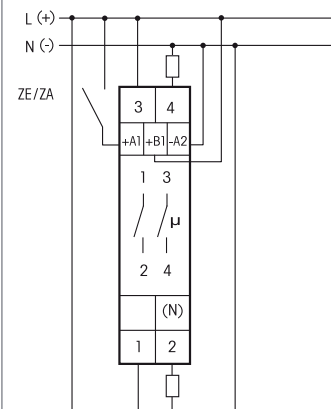 L (+)
N (-)
ZE/ZA
3 4
+A1 +B1 -A2
1 3
µ
2 4
(N)
1 2